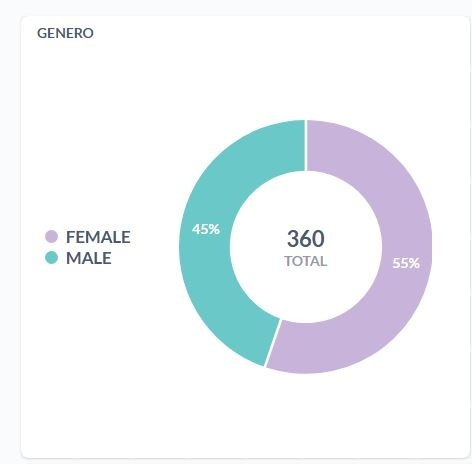 GENERO
FEMALE
MALE
45%
360
TOTAL
55%